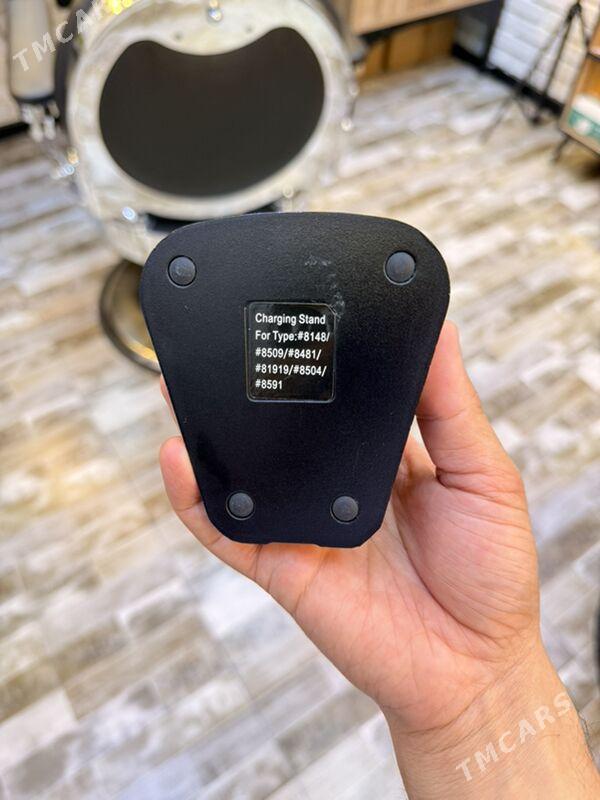 TMCARS
Charging Stand
For Type:#8148/
#8509/#8481/
#81919/#8504/
#8591
TMCARS